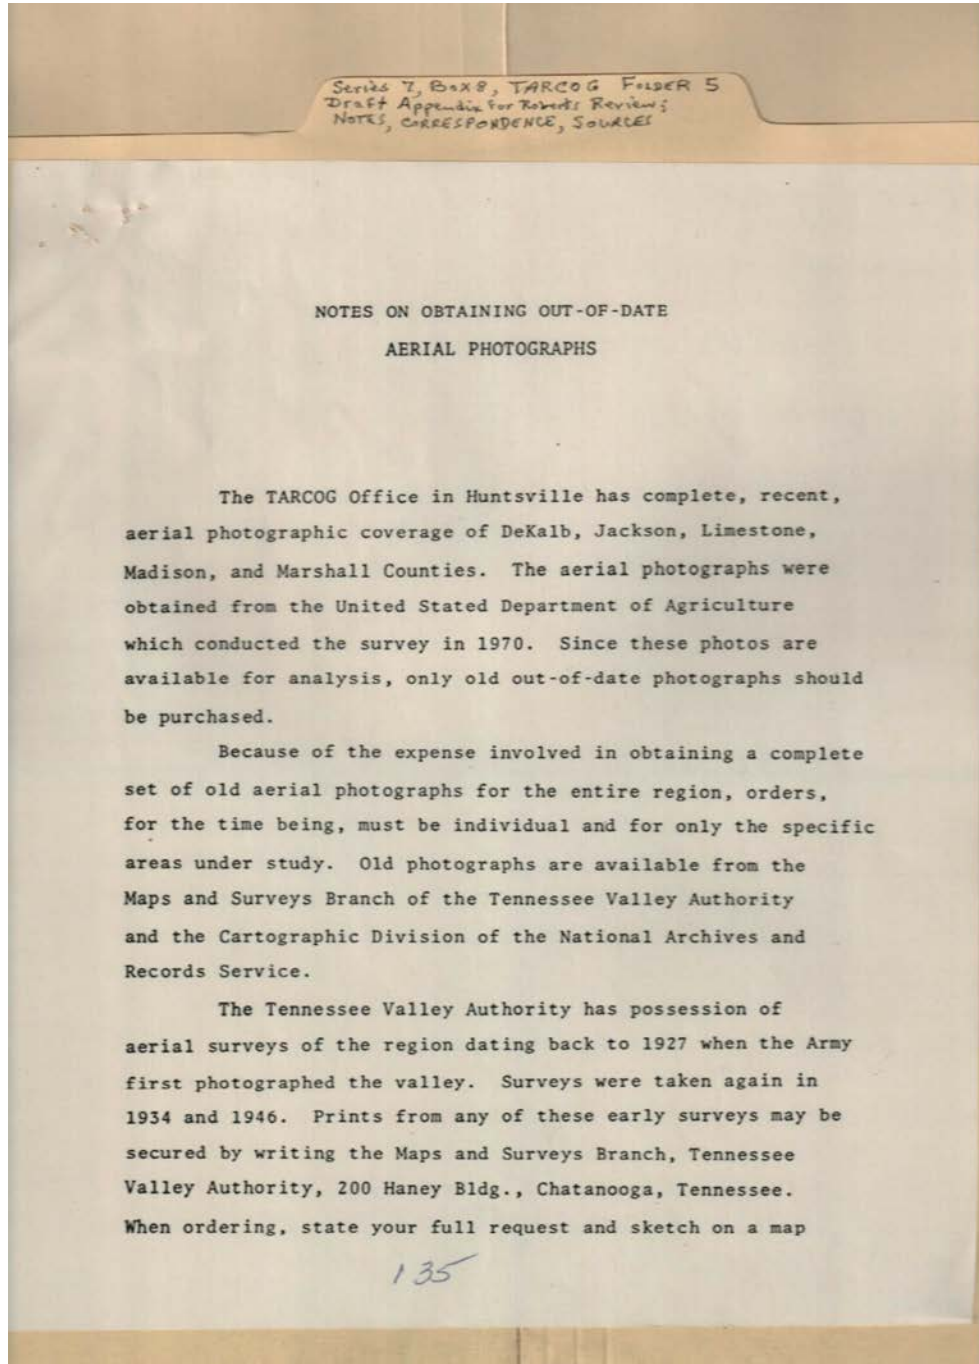 Series 7, Box 8, TARCOG FOLDER 5
Draft Appendix for Roberts Review;
NOTES, CORRESPONDENCE, SOURCES
NOTES ON OBTAINING OUT-OF-DATE
AERIAL PHOTOGRAPHS
The TARCOG Office in Huntsville has complete, recent,
aerial photographic coverage of DeKalb, Jackson, Limestone,
Madison, and Marshall Counties. The aerial photographs were
obtained from the United Stated Department of Agriculture
which conducted the survey in 1970. Since these photos are
available for analysis, only old out-of-date photographs should
be purchased.
Because of the expense involved in obtaining a complete
set of old aerial photographs for the entire region, orders,
for the time being, must be individual and for only the specific
areas under study. Old photographs are available from the
Maps and Surveys Branch of the Tennessee Valley Authority
and the Cartographic Division of the National Archives and
Records Service.
The Tennessee Valley Authority has possession of
aerial surveys of the region dating back to 1927 when the Army
first photographed the valley. Surveys were taken again in
1934 and 1946. Prints from any of these early surveys may be
secured by writing the Maps and Surveys Branch, Tennessee
Valley Authority, 200 Haney Bldg., Chatanooga, Tennessee.
When ordering, state your full request and sketch on a map
135